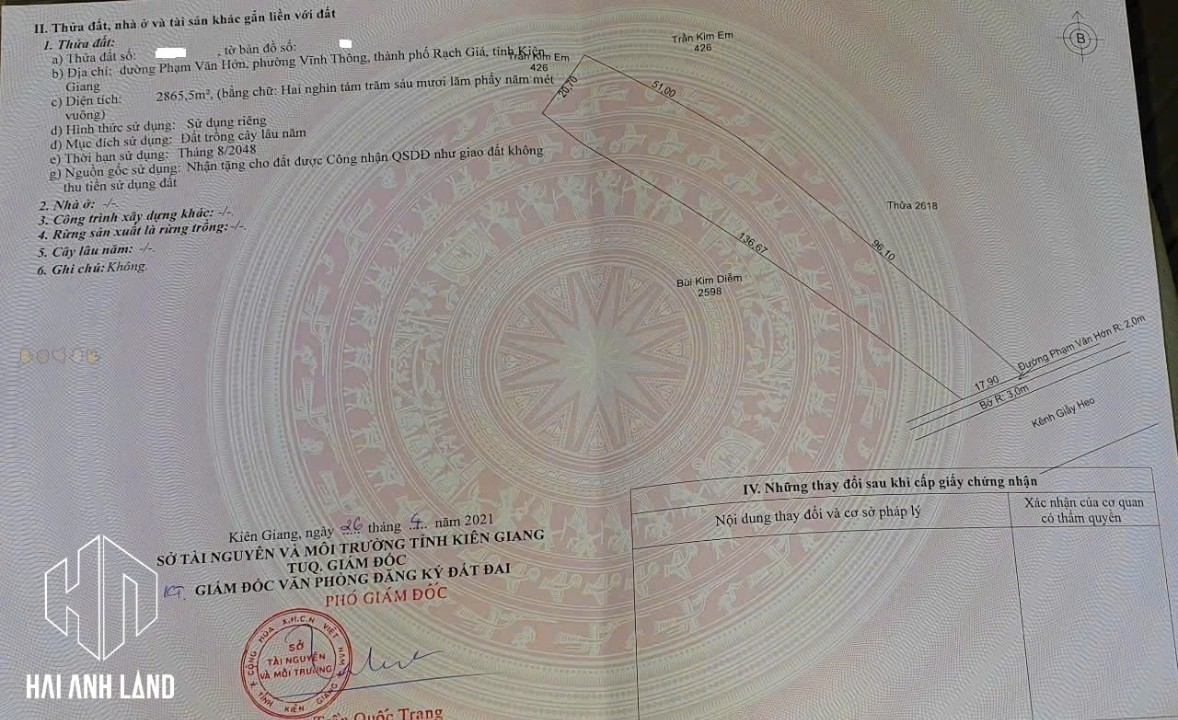 II. Thửa đất, nhà ở và tài sản khác gắn liền với đất
1. Thửa đất:
a) Thửa đất số: , tờ bản đồ số:
b) Địa chỉ: đường Phạm Văn Hớn, phường Vĩnh Thông, thành phố Rạch Giá, tỉnh Kiên
Giang
c) Diện tích: 2865,5m², (bằng chữ: Hai nghìn tám trăm sáu mươi lăm phẩy năm mét
vuông)
d) Hình thức sử dụng: Sử dụng riêng
đ) Mục đích sử dụng: Đất trồng cây lâu năm
e) Thời hạn sử dụng: Tháng 8/2048
g) Nguồn gốc sử dụng: Nhận tặng cho đất được Công nhận QSDĐ như giao đất không
thu tiền sử dụng đất
2. Nhà ở: -/-.
3. Công trình xây dựng khác: -/-.
4. Rừng sản xuất là rừng trồng: -/-.
5. Cây lâu năm: -/-.
6. Ghi chú: Không.
Trần Kim Em
426
Trần Kim Em
426
B
20,70
51,00
Thửa 2618
96,10
136,67
Bùi Kim Diễm
2598
17,90
Đường Phạm Văn Hớn R: 2,0m
Bờ R: 3,0m
Kênh Giẫy Heo
IV. Những thay đổi sau khi cấp giấy chứng nhận
Nội dung thay đổi và cơ sở pháp lý
Xác nhận của cơ quan
có thẩm quyền
Kiên Giang, ngày 26 tháng 4 năm 2021
SỞ TÀI NGUYÊN VÀ MÔI TRƯỜNG TỈNH KIÊN GIANG
TUQ. GIÁM ĐỐC
KT. GIÁM ĐỐC VĂN PHÒNG ĐĂNG KÝ ĐẤT ĐAI
PHÓ GIÁM ĐỐC
CỘNG HÒA X.H.C.N VIỆT NAM
SỞ
TÀI NGUYÊN
VÀ MÔI TRƯỜNG
TỈNH KIÊN GIANG
Quốc Trang
HẢI ANH LAND